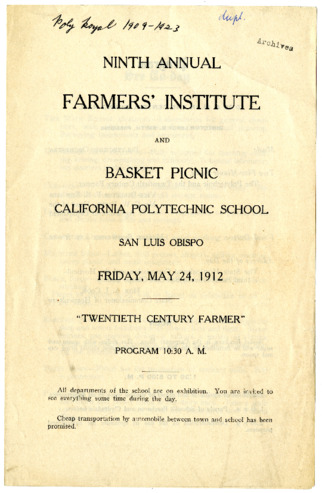 Poly Royal 1909-1923
dupl.
Archives
NINTH ANNUAL
FARMERS' INSTITUTE
AND
BASKET PICNIC
CALIFORNIA POLYTECHNIC SCHOOL
SAN LUIS OBISPO
FRIDAY, MAY 24, 1912
"TWENTIETH CENTURY FARMER"
PROGRAM 10:30 A. M.
All departments of the school are on exhibition. You are invited to
see everything some time during the day.
Cheap transportation by automobile between town and school has been
promised.